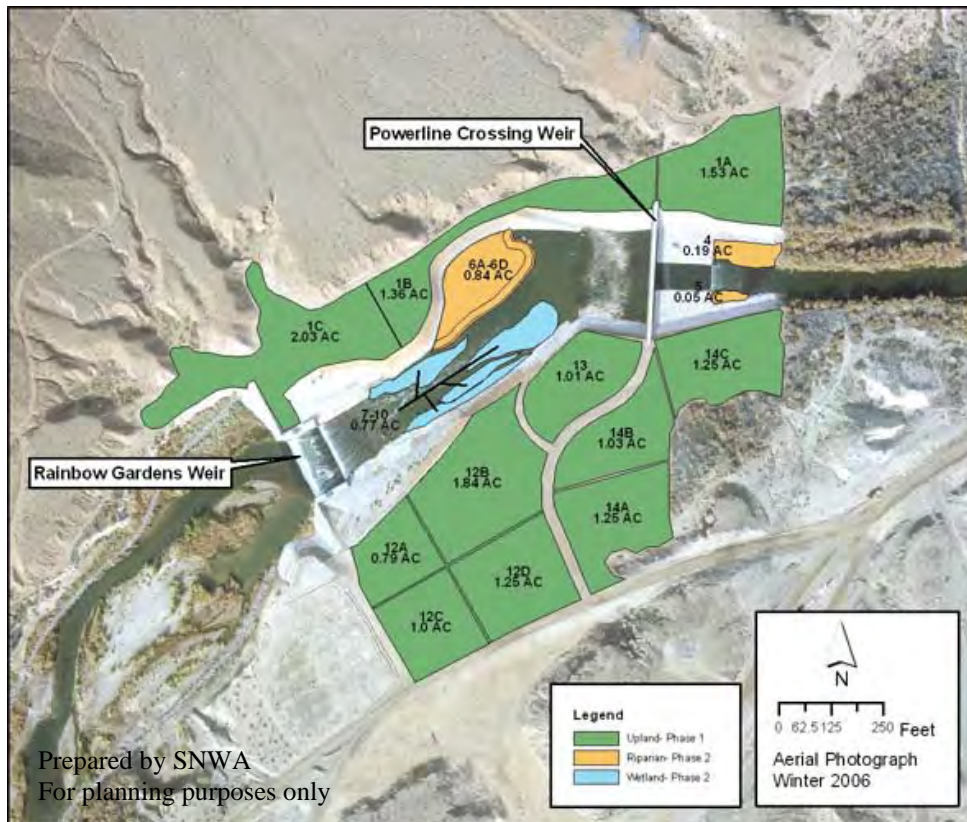 Powerline Crossing Weir
1A
1.53 AC
4
0.19 AC
6A-6D
0.84 AC
1B
1.36 AC
5
0.05 AC
1C
2.03 AC
13
1.01 AC
14C
1.25 AC
7-10
0.77 AC
14B
1.03 AC
Rainbow Gardens Weir
12B
1.84 AC
14A
1.25 AC
12A
0.79 AC
12D
1.25 AC
12C
1.0 AC
Legend
Upland- Phase 1
Riparian- Phase 2
Wetland- Phase 2
N
0 62.5 125 250 Feet
Aerial Photograph
Winter 2006
Prepared by SNWA
For planning purposes only